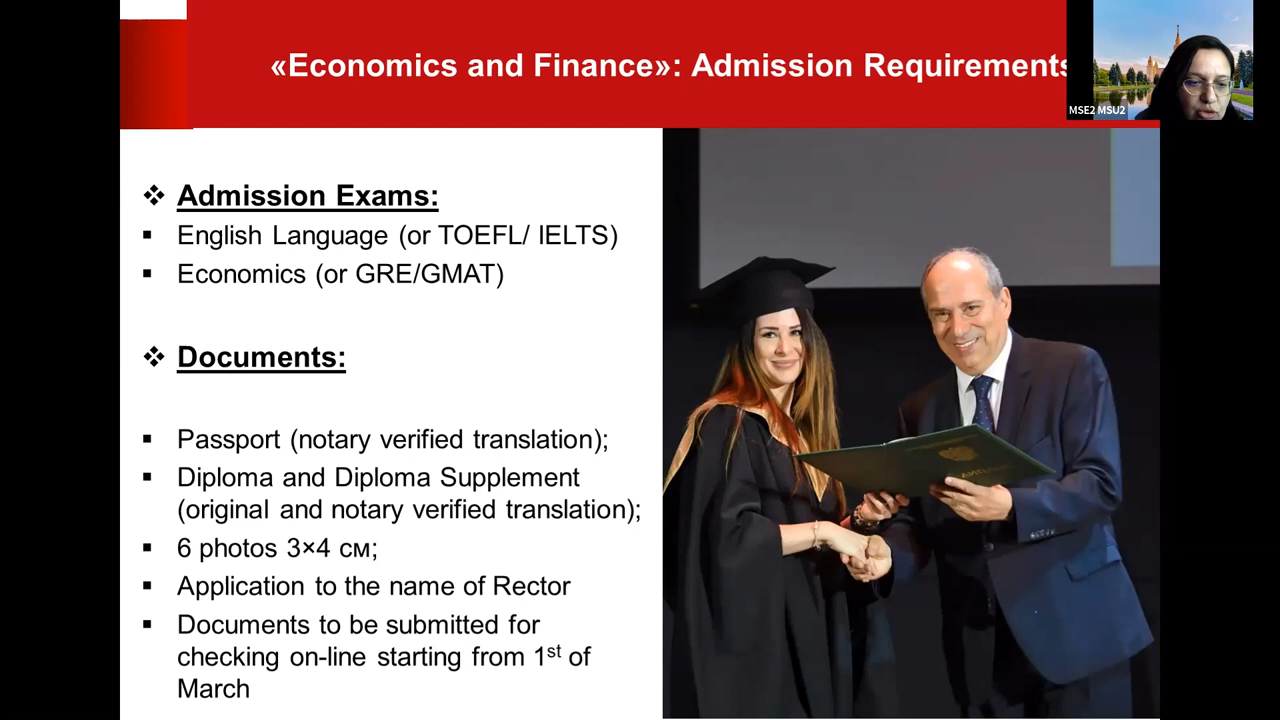 «Economics and Finance»: Admission Requirements
MSE2 MSU2
❖ Admission Exams:
▪ English Language (or TOEFL/ IELTS)
▪ Economics (or GRE/GMAT)
❖ Documents:
▪ Passport (notary verified translation);
▪ Diploma and Diploma Supplement
(original and notary verified translation);
▪ 6 photos 3×4 см;
▪ Application to the name of Rector
▪ Documents to be submitted for
checking on-line starting from 1st of
March